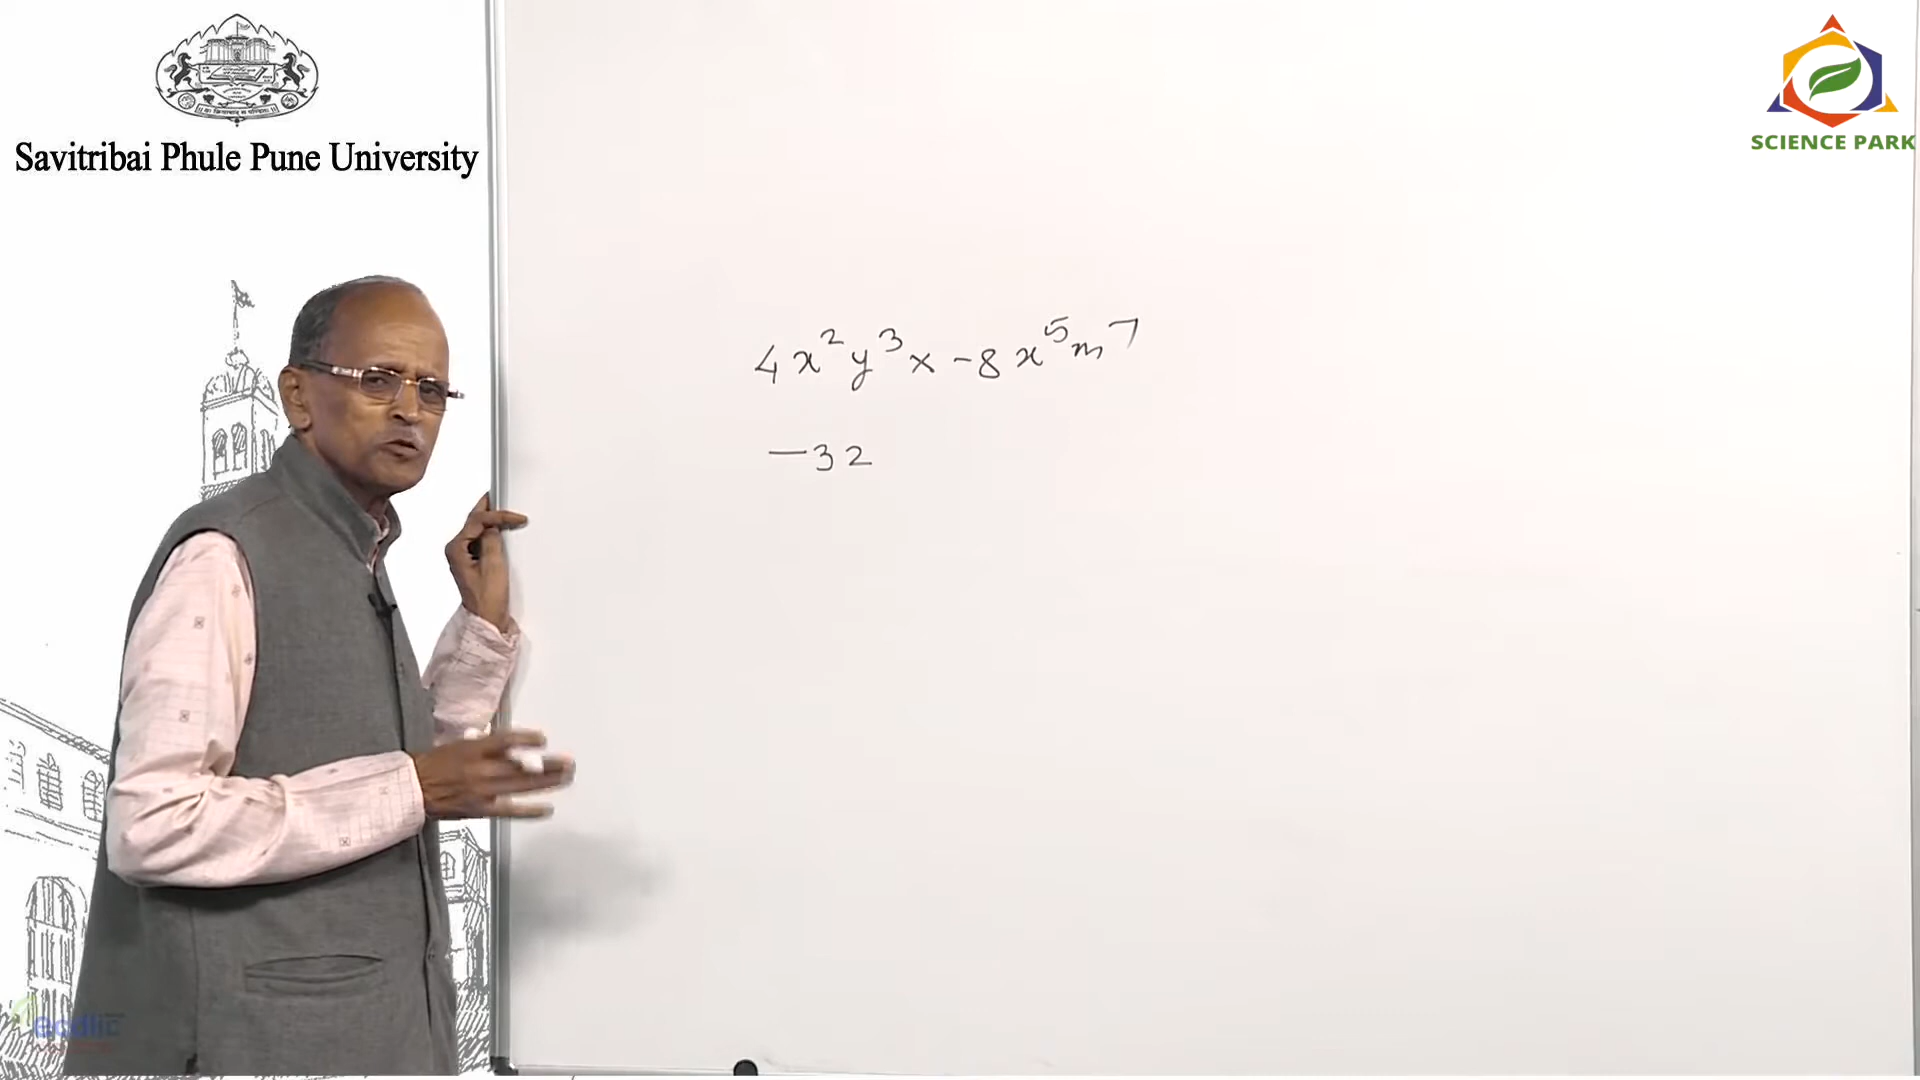 Savitribai Phule Pune University
SCIENCE PARK
4x²y³ × -8x⁵m⁷
-32